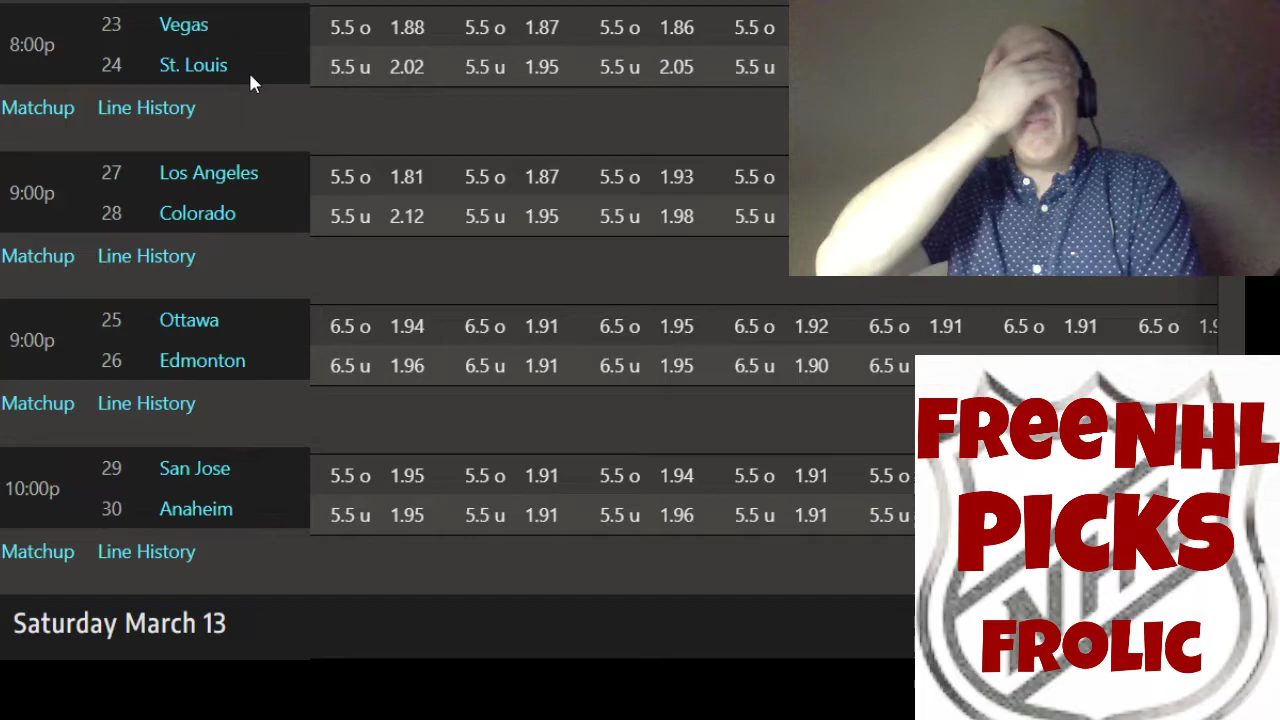 23 Vegas 5.5 o 1.88 5.5 o 1.87 5.5 o 1.86 5.5 o
8:00p
24 St. Louis 5.5 u 2.02 5.5 u 1.95 5.5 u 2.05 5.5 u
Matchup Line History
27 Los Angeles 5.5 o 1.81 5.5 o 1.87 5.5 o 1.93 5.5 o
9:00p
28 Colorado 5.5 u 2.12 5.5 u 1.95 5.5 u 1.98 5.5 u
Matchup Line History
25 Ottawa 6.5 o 1.94 6.5 o 1.91 6.5 o 1.95 6.5 o 1.92 6.5 o 1.91 6.5 o 1.91 6.5 o
9:00p
26 Edmonton 6.5 u 1.96 6.5 u 1.91 6.5 u 1.95 6.5 u 1.90 6.5 u
Matchup Line History
29 San Jose 5.5 o 1.95 5.5 o 1.91 5.5 o 1.94 5.5 o 1.91 5.5 o
10:00p
30 Anaheim 5.5 u 1.95 5.5 u 1.91 5.5 u 1.96 5.5 u 1.91 5.5 u
Matchup Line History
Saturday March 13
FReeNHL
PICKS
FROLIC
NHL